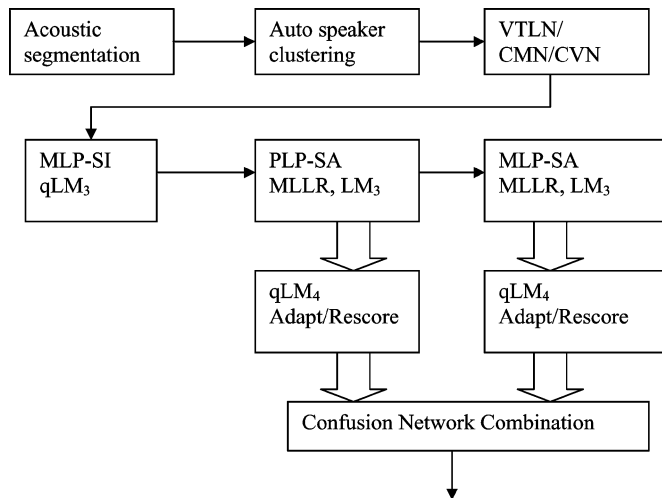 Acoustic
segmentation
Auto speaker
clustering
VTLN/
CMN/CVN
MLP-SI
qLM₃
PLP-SA
MLLR, LM₃
MLP-SA
MLLR, LM₃
qLM₄
Adapt/Rescore
qLM₄
Adapt/Rescore
Confusion Network Combination